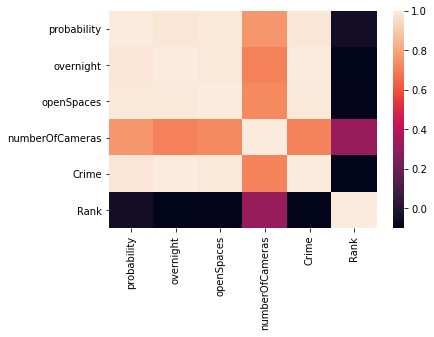 probability
overnight
openSpaces
numberOfCameras
Crime
Rank
probability
overnight
openSpaces
numberOfCameras
Crime
Rank
1.0
0.8
0.6
0.4
0.2
0.0